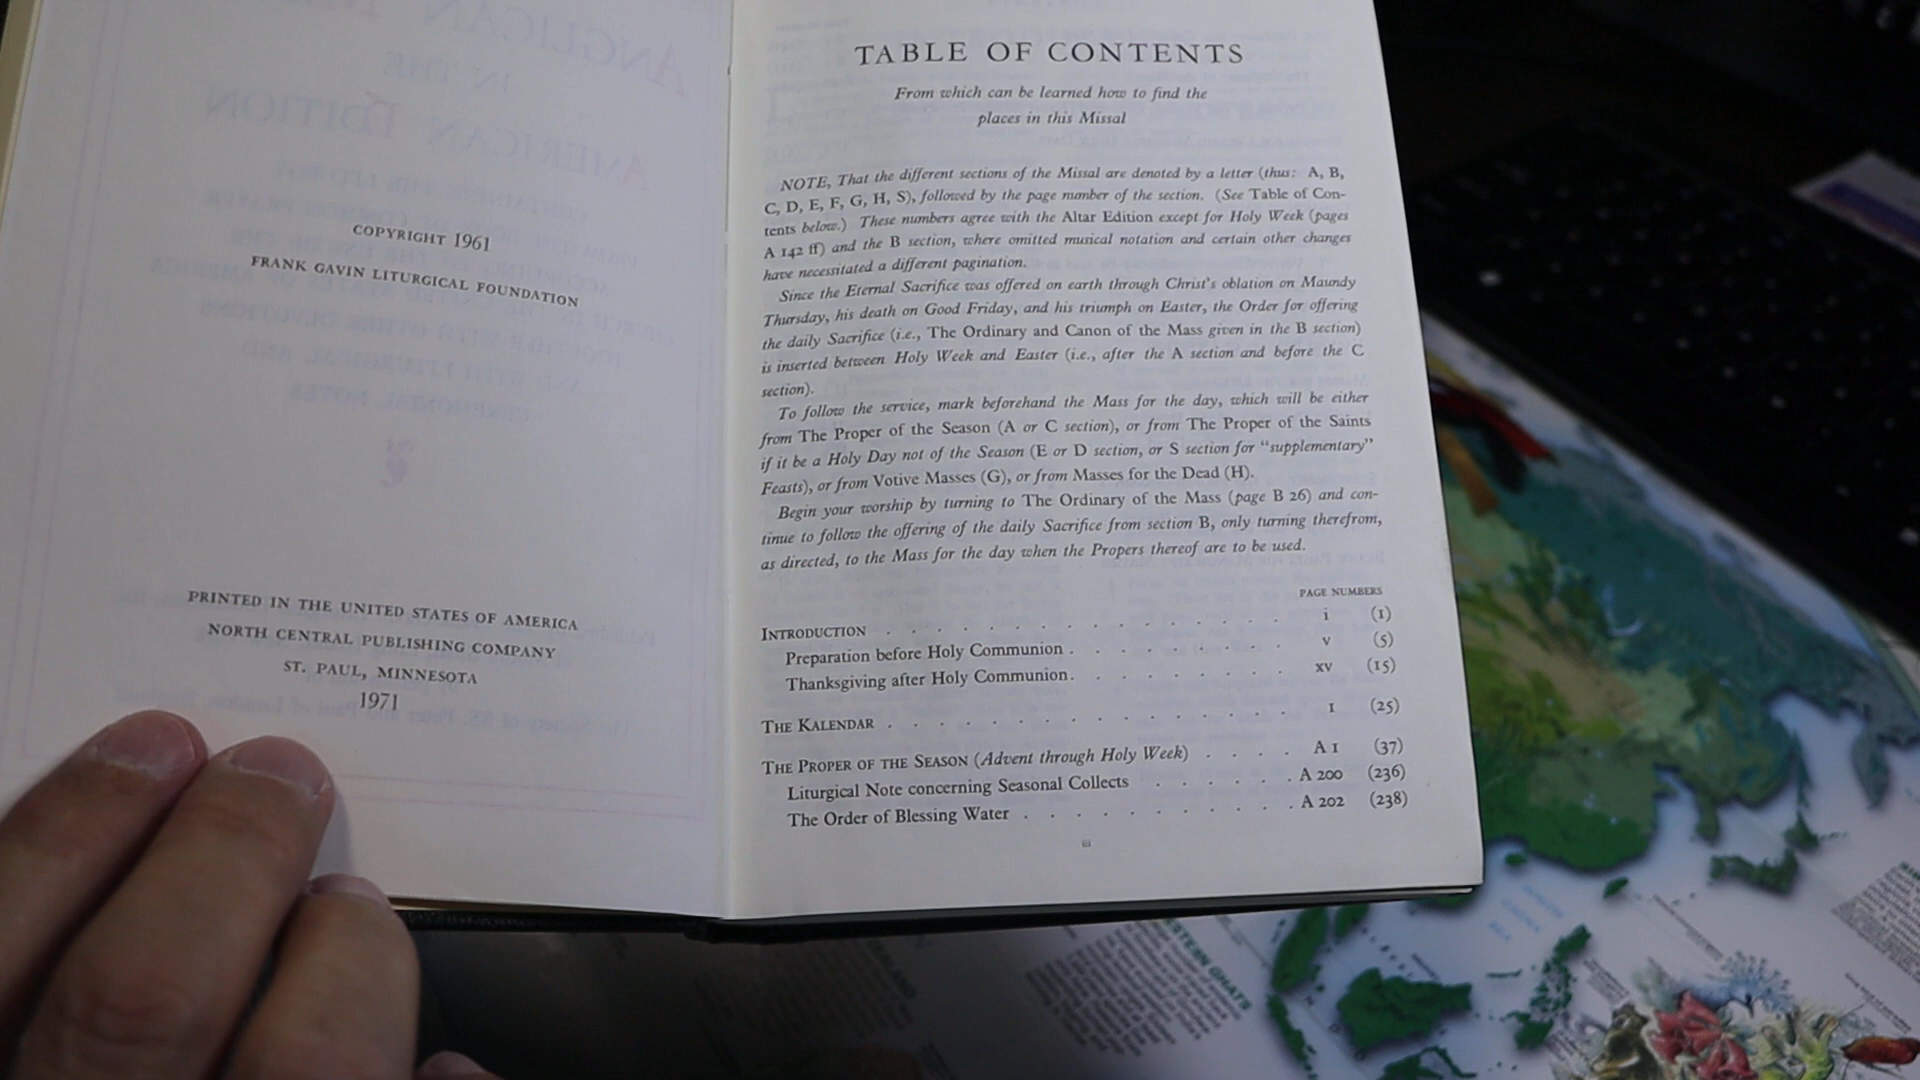 COPYRIGHT 1961
FRANK GAVIN LITURGICAL FOUNDATION
PRINTED IN THE UNITED STATES OF AMERICA
NORTH CENTRAL PUBLISHING COMPANY
ST. PAUL, MINNESOTA
1971
TABLE OF CONTENTS
From which can be learned how to find the
places in this Missal
NOTE, That the different sections of the Missal are denoted by a letter (thus: A, B,
C, D, E, F, G, H, S), followed by the page number of the section. (See Table of Con-
tents below.) These numbers agree with the Altar Edition except for Holy Week (pages
A 142 ff) and the B section, where omitted musical notation and certain other changes
have necessitated a different pagination.
Since the Eternal Sacrifice was offered on earth through Christ's oblation on Maundy
Thursday, his death on Good Friday, and his triumph on Easter, the Order for offering
the daily Sacrifice (i.e., The Ordinary and Canon of the Mass given in the B section)
is inserted between Holy Week and Easter (i.e., after the A section and before the C
section).
To follow the service, mark beforehand the Mass for the day, which will be either
from The Proper of the Season (A or C section), or from The Proper of the Saints
if it be a Holy Day not of the Season (E or D section, or S section for "supplementary"
Feasts), or from Votive Masses (G), or from Masses for the Dead (H).
Begin your worship by turning to The Ordinary of the Mass (page B 26) and con-
tinue to follow the offering of the daily Sacrifice from section B, only turning therefrom,
as directed, to the Mass for the day when the Propers thereof are to be used.
PAGE NUMBERS
INTRODUCTION . . . . . . . . . . . . . . . . i (1)
Preparation before Holy Communion . . . . . . . . . v (5)
Thanksgiving after Holy Communion . . . . . . . . . xv (15)
THE KALENDAR . . . . . . . . . . . . . . . . 1 (25)
THE PROPER OF THE SEASON (Advent through Holy Week) . . . . A 1 (37)
Liturgical Note concerning Seasonal Collects . . . . . . A 200 (236)
The Order of Blessing Water . . . . . . . . . . A 202 (238)
iii
WESTERN GHATS